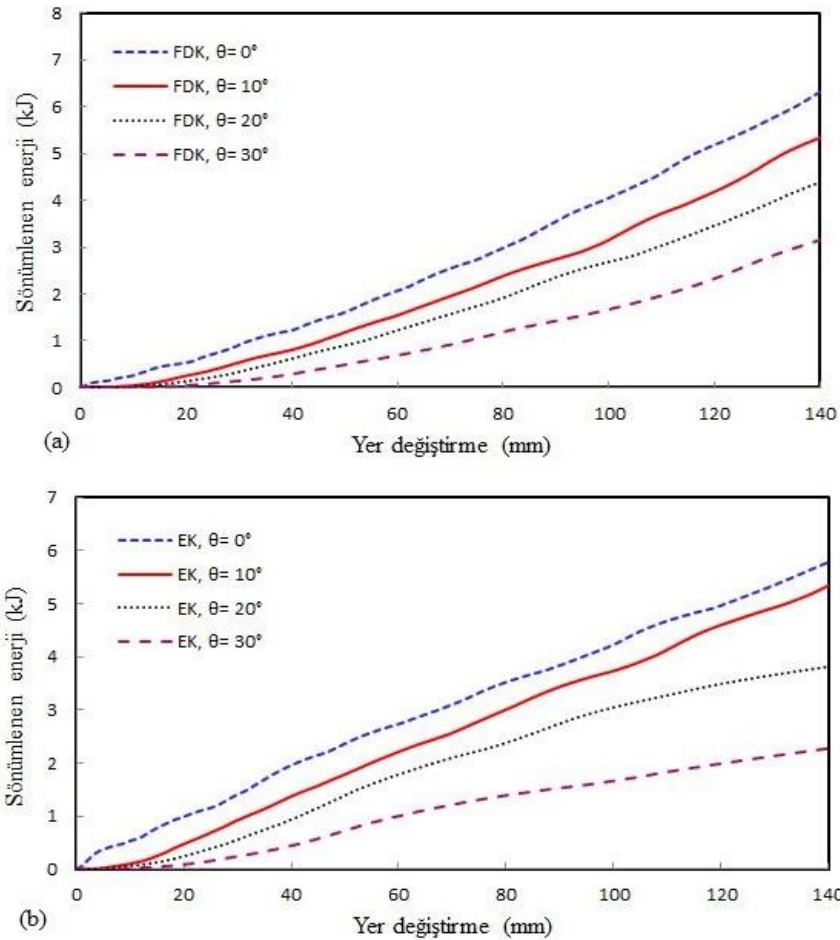 8
7
6
5
4
3
2
1
0
Sönümlenen enerji (kJ)
FDK, θ= 0°
FDK, θ= 10°
FDK, θ= 20°
FDK, θ= 30°
0 20 40 60 80 100 120 140
(a)
Yer değiştirme (mm)
7
6
5
4
3
2
1
0
Sönümlenen enerji (kJ)
EK, θ= 0°
EK, θ= 10°
EK, θ= 20°
EK, θ= 30°
0 20 40 60 80 100 120 140
(b)
Yer değiştirme (mm)